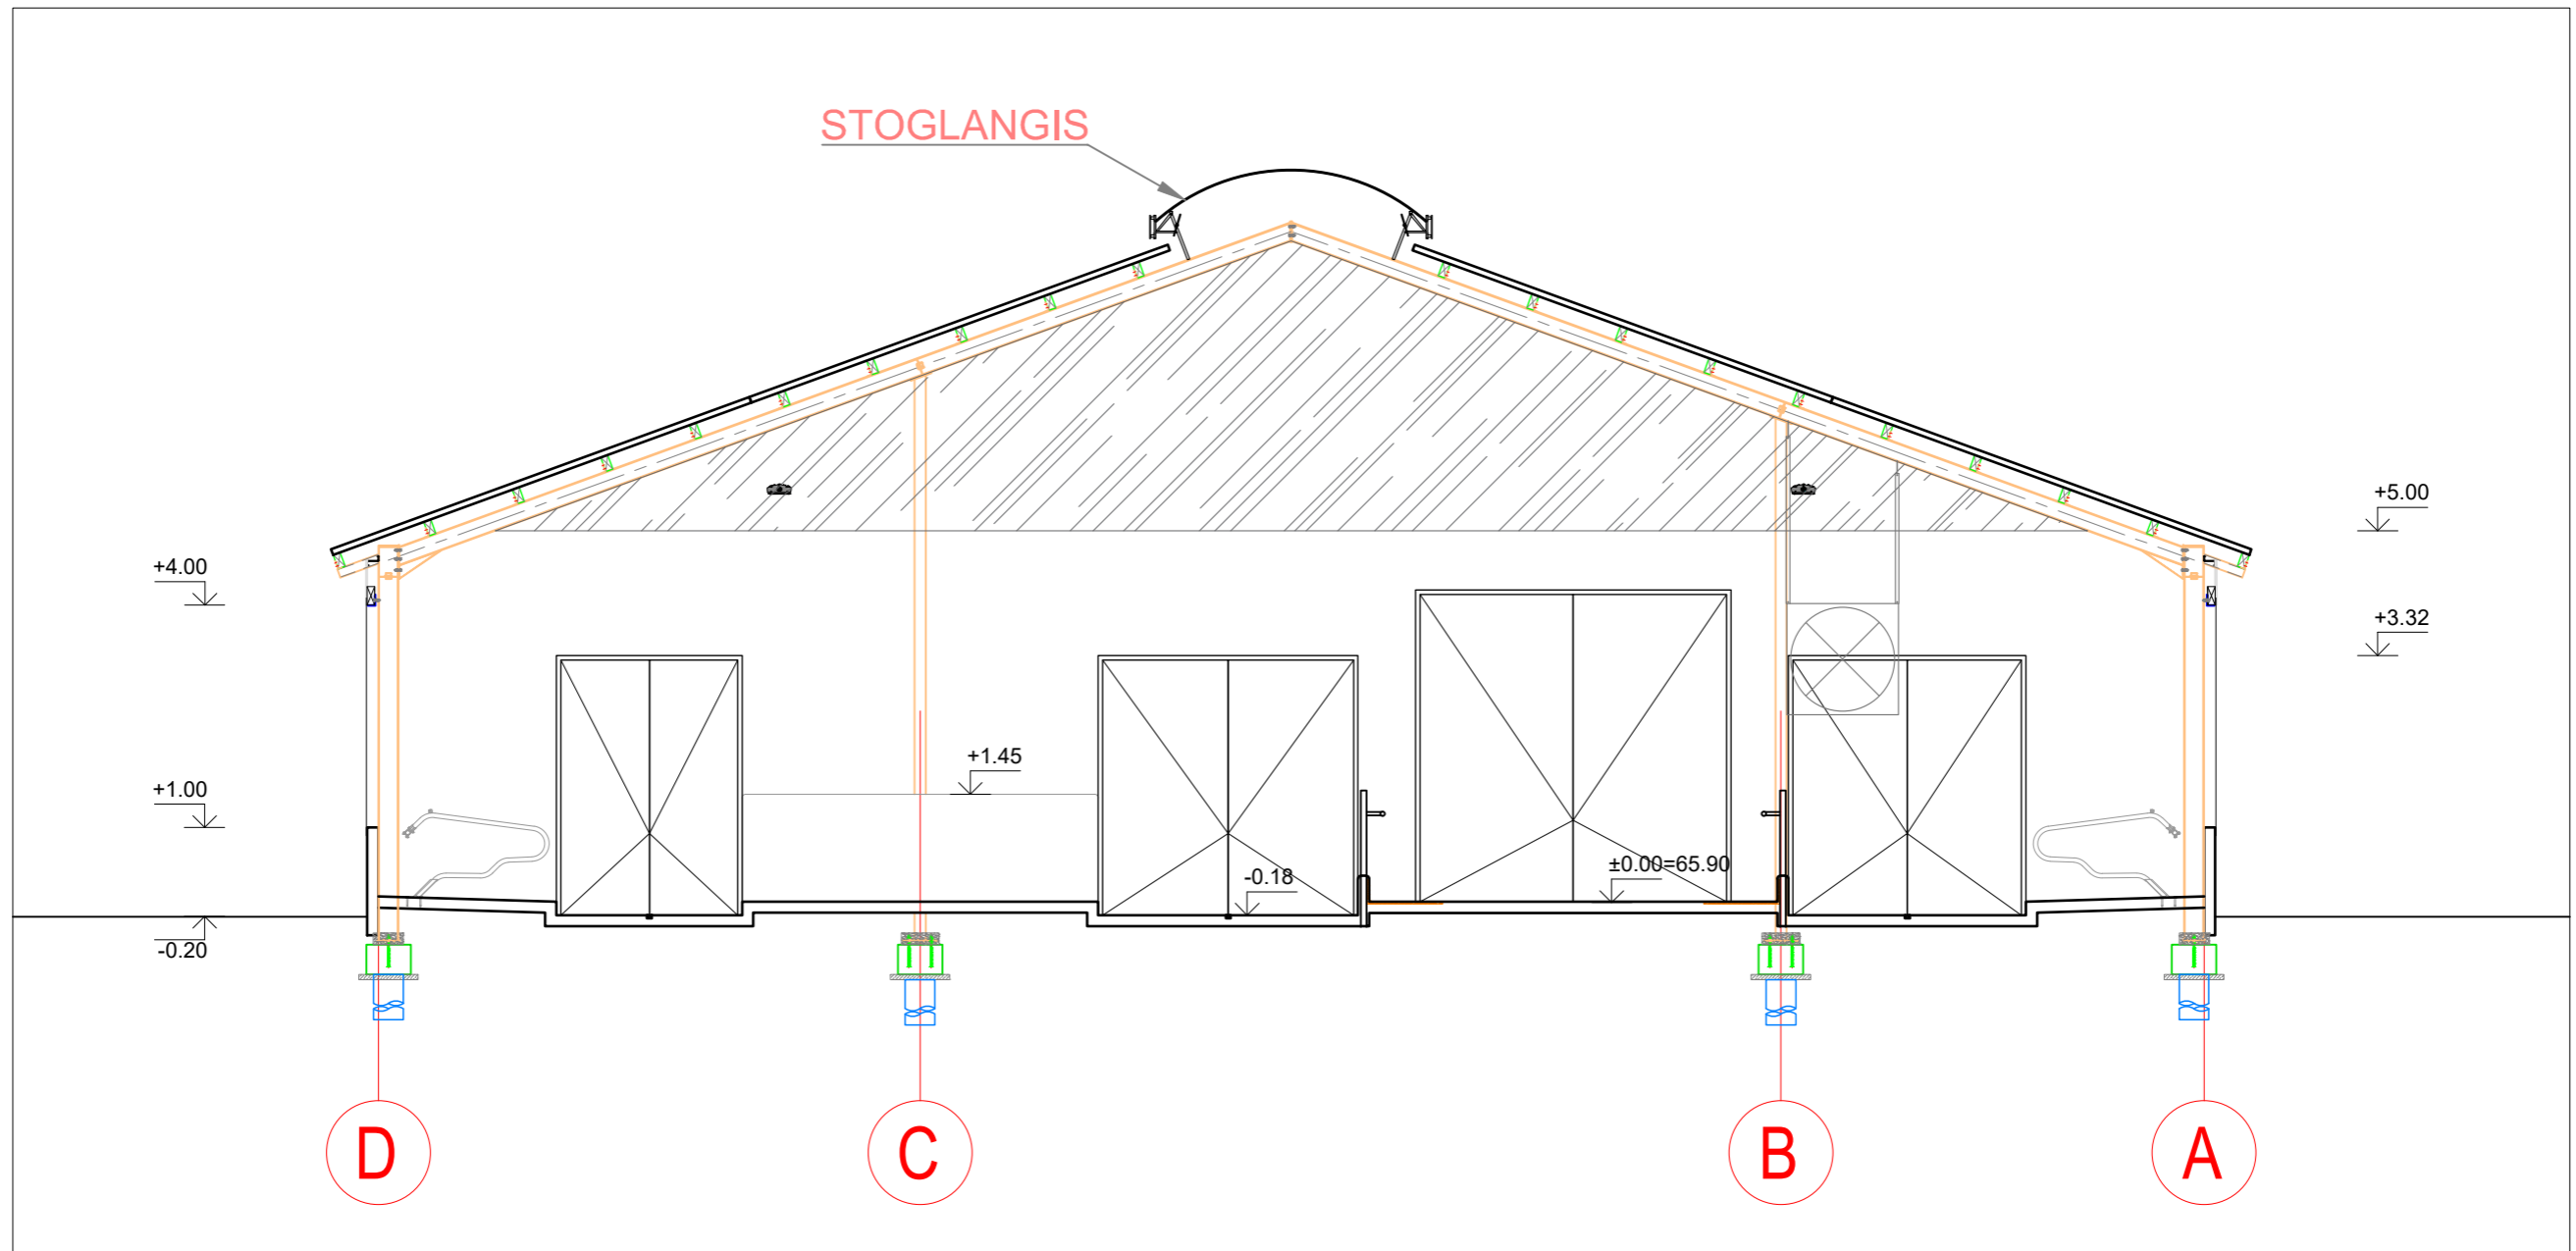 STOGLANGIS
+5.00
+4.00
+3.32
+1.45
+1.00
±0.00=65.90
-0.18
-0.20
D
C
B
A